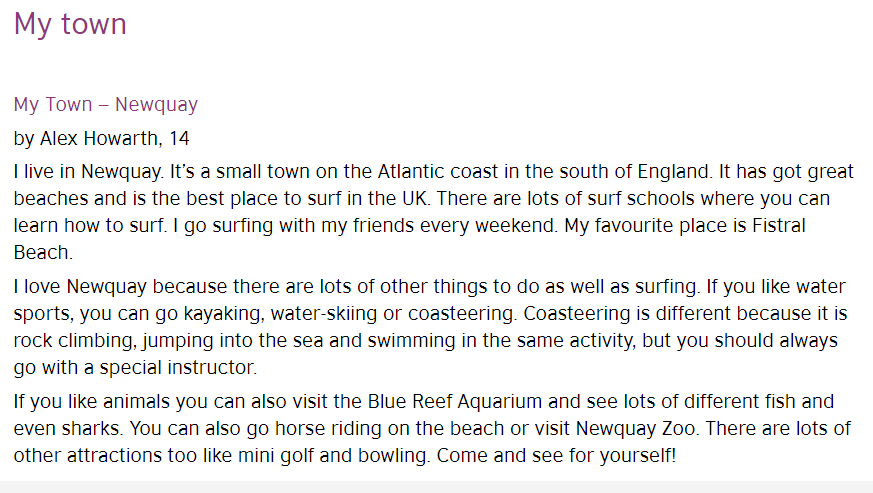 My town
My Town – Newquay
by Alex Howarth, 14
I live in Newquay. It's a small town on the Atlantic coast in the south of England. It has got great
beaches and is the best place to surf in the UK. There are lots of surf schools where you can
learn how to surf. I go surfing with my friends every weekend. My favourite place is Fistral
Beach.
I love Newquay because there are lots of other things to do as well as surfing. If you like water
sports, you can go kayaking, water-skiing or coasteering. Coasteering is different because it is
rock climbing, jumping into the sea and swimming in the same activity, but you should always
go with a special instructor.
If you like animals you can also visit the Blue Reef Aquarium and see lots of different fish and
even sharks. You can also go horse riding on the beach or visit Newquay Zoo. There are lots of
other attractions too like mini golf and bowling. Come and see for yourself!